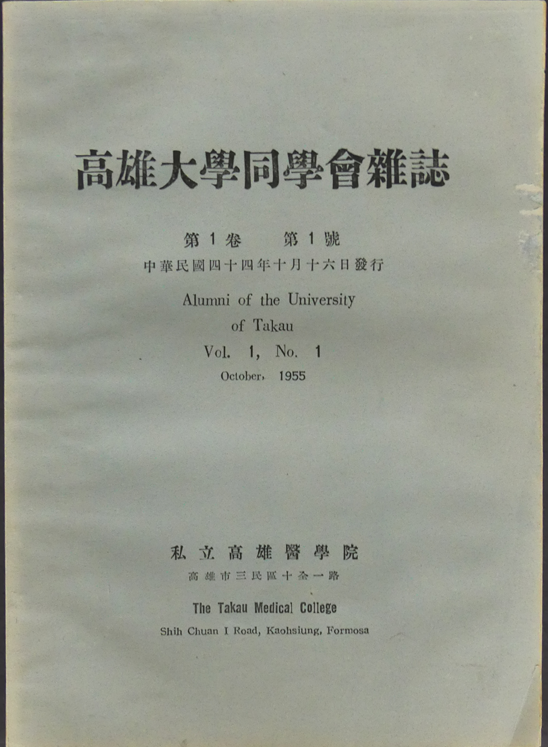 高雄大學同學會雜誌
第1卷 第1號
中華民國四十四年十月十六日發行
Alumni of the University
of Takau
Vol. 1, No. 1
October, 1955
私立高雄醫學院
高雄市三民區十全一路
The Takau Medical College
Shih Chuan I Road, Kaohsiung, Formosa